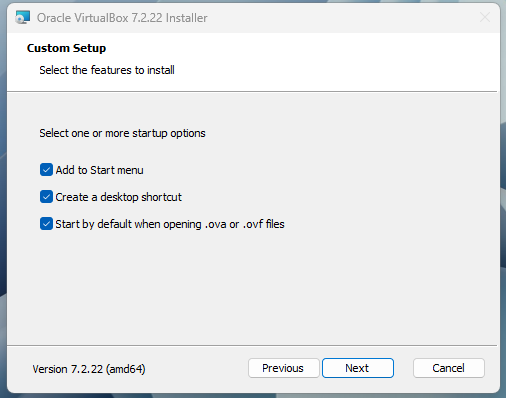 Oracle VirtualBox 7.2.22 Installer
Custom Setup
Select the features to install
Select one or more startup options
Add to Start menu
Create a desktop shortcut
Start by default when opening .ova or .ovf files
Version 7.2.22 (amd64)
Previous
Next
Cancel